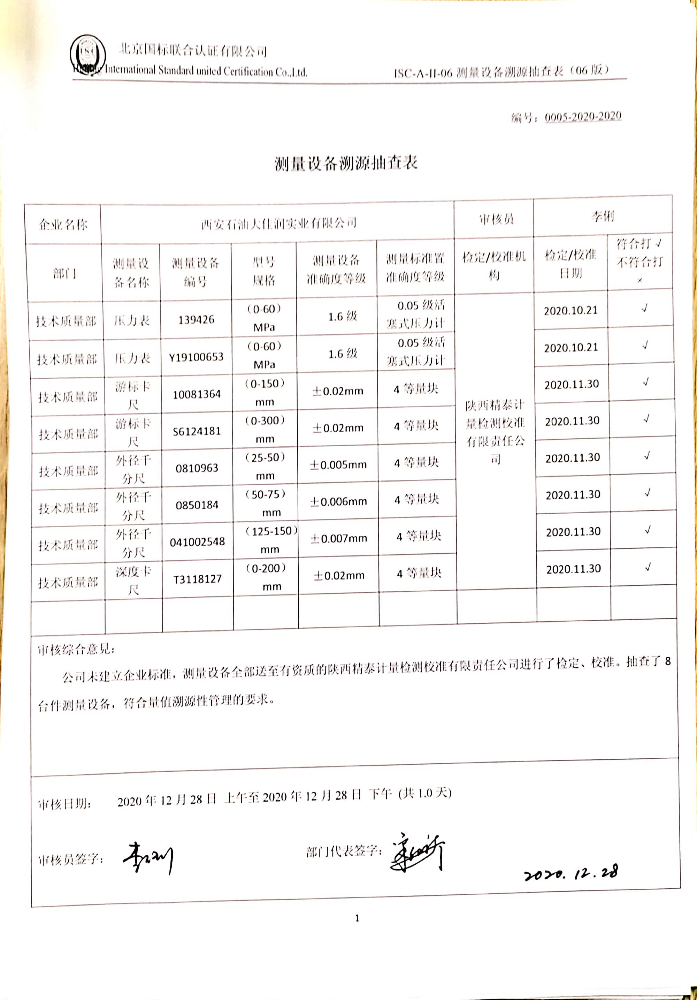 北京国标联合认证有限公司
International Standard united Certification Co.,Ltd.
ISC-A-II-06 测量设备溯源抽查表（06 版）
编号：0005-2020-2020
测量设备溯源抽查表
企业名称 西安石油大佳润实业有限公司 审核员 李俐
部门 测量设备名称 测量设备编号 型号规格 测量设备准确度等级 测量标准置准确度等级 检定/校准机构 检定/校准日期 符合打 √ 不符合打 ×
技术质量部 压力表 139426 （0-60）MPa 1.6 级 0.05 级活塞式压力计 陕西精泰计量检测校准有限责任公司 2020.10.21 √
技术质量部 压力表 Y19100653 （0-60）MPa 1.6 级 0.05 级活塞式压力计 2020.10.21 √
技术质量部 游标卡尺 10081364 （0-150）mm ±0.02mm 4 等量块 2020.11.30 √
技术质量部 游标卡尺 S6124181 （0-300）mm ±0.02mm 4 等量块 2020.11.30 √
技术质量部 外径千分尺 0810963 （25-50）mm ±0.005mm 4 等量块 2020.11.30 √
技术质量部 外径千分尺 0850184 （50-75）mm ±0.006mm 4 等量块 2020.11.30 √
技术质量部 外径千分尺 041002548 （125-150）mm ±0.007mm 4 等量块 2020.11.30 √
技术质量部 深度卡尺 T3118127 （0-200）mm ±0.02mm 4 等量块 2020.11.30 √
审核综合意见：
公司未建立企业标准，测量设备全部送至有资质的陕西精泰计量检测校准有限责任公司进行了检定、校准。抽查了 8
台件测量设备，符合量值溯源性管理的要求。
审核日期： 2020 年 12 月 28 日 上午至 2020 年 12 月 28 日 下午 (共 1.0 天)
审核员签字： 部门代表签字：
2020.12.28
1